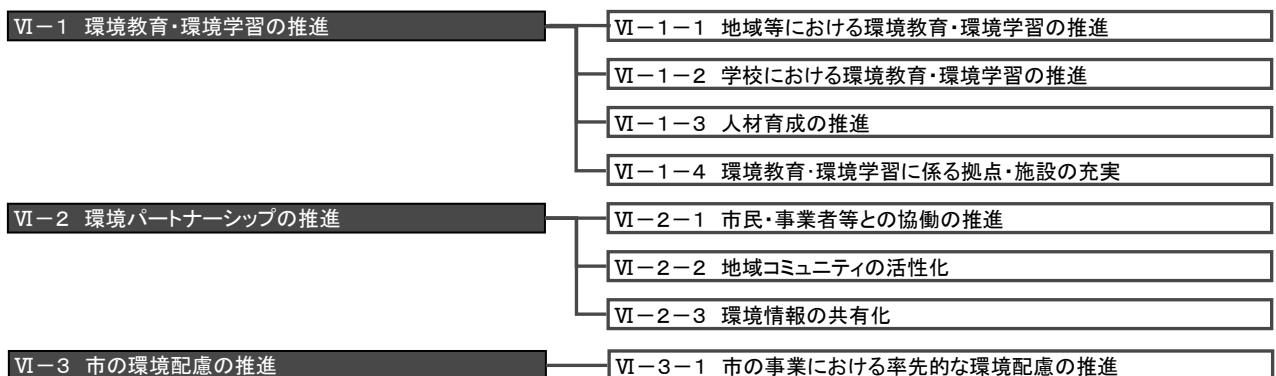 Ⅵ－1 環境教育・環境学習の推進
Ⅵ－1－1 地域等における環境教育・環境学習の推進
Ⅵ－1－2 学校における環境教育・環境学習の推進
Ⅵ－1－3 人材育成の推進
Ⅵ－1－4 環境教育・環境学習に係る拠点・施設の充実
Ⅵ－2 環境パートナーシップの推進
Ⅵ－2－1 市民・事業者等との協働の推進
Ⅵ－2－2 地域コミュニティの活性化
Ⅵ－2－3 環境情報の共有化
Ⅵ－3 市の環境配慮の推進
Ⅵ－3－1 市の事業における率先的な環境配慮の推進